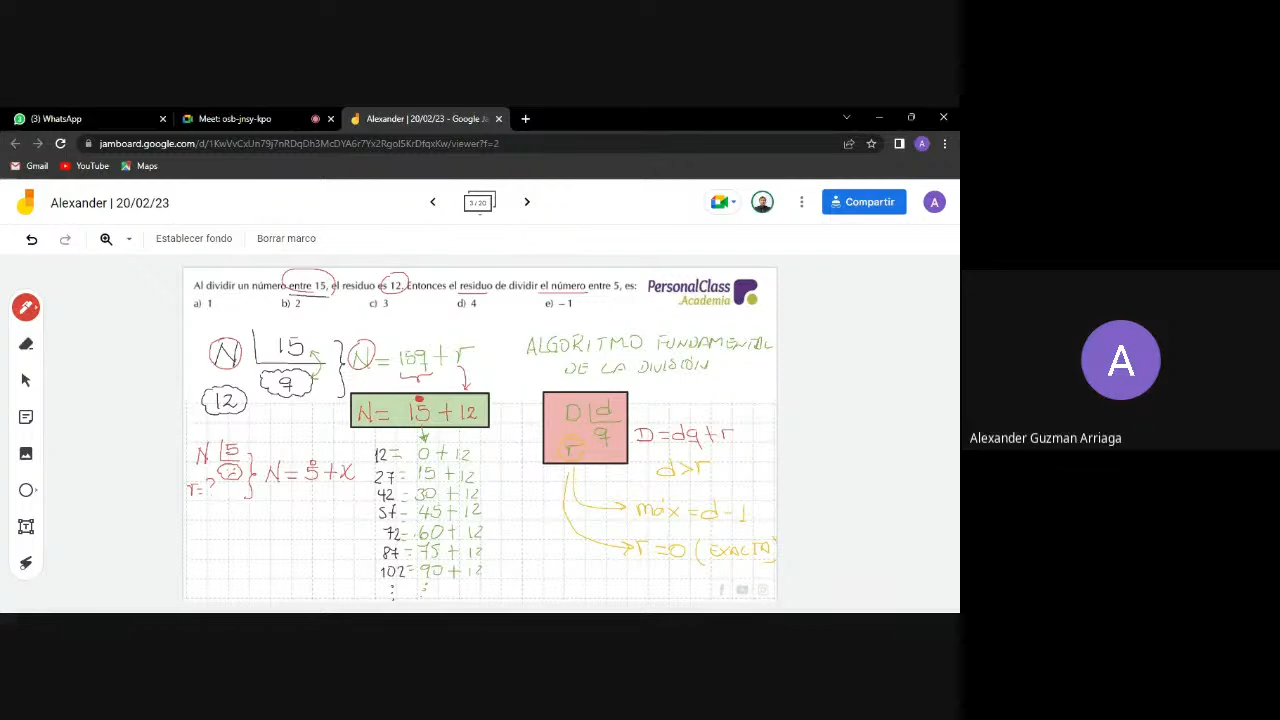 (3) WhatsApp
Meet: osb-jnsy-kpo
Alexander | 20/02/23 - Google Ja
jamboard.google.com/d/1KwVvCxUn79j7nRDqDh3McDYA6r7Yx2RgoI5KrDfqxKw/viewer?f=2
A
Gmail
YouTube
Maps
Alexander | 20/02/23
3 / 20
Compartir
A
Establecer fondo
Borrar marco
Al dividir un número entre 15, el residuo es 12. Entonces el residuo de dividir el número entre 5, es:
a) 1
b) 2
c) 3
d) 4
e) – 1
PersonalClass
.Academia
N 15
q
12
N = 15q + r
N = 15 + 12
12 = 0 + 12
27 = 15 + 12
42 = 30 + 12
57 = 45 + 12
72 = 60 + 12
87 = 75 + 12
102 = 90 + 12
⋮ ⋮
N 5
r = ?
N = 5 + x
ALGORITMO FUNDAMENTAL
DE LA DIVISIÓN
D d
q
r
D = dq + r
d > r
máx = d - 1
r = 0 (EXACTA)
A
Alexander Guzman Arriaga